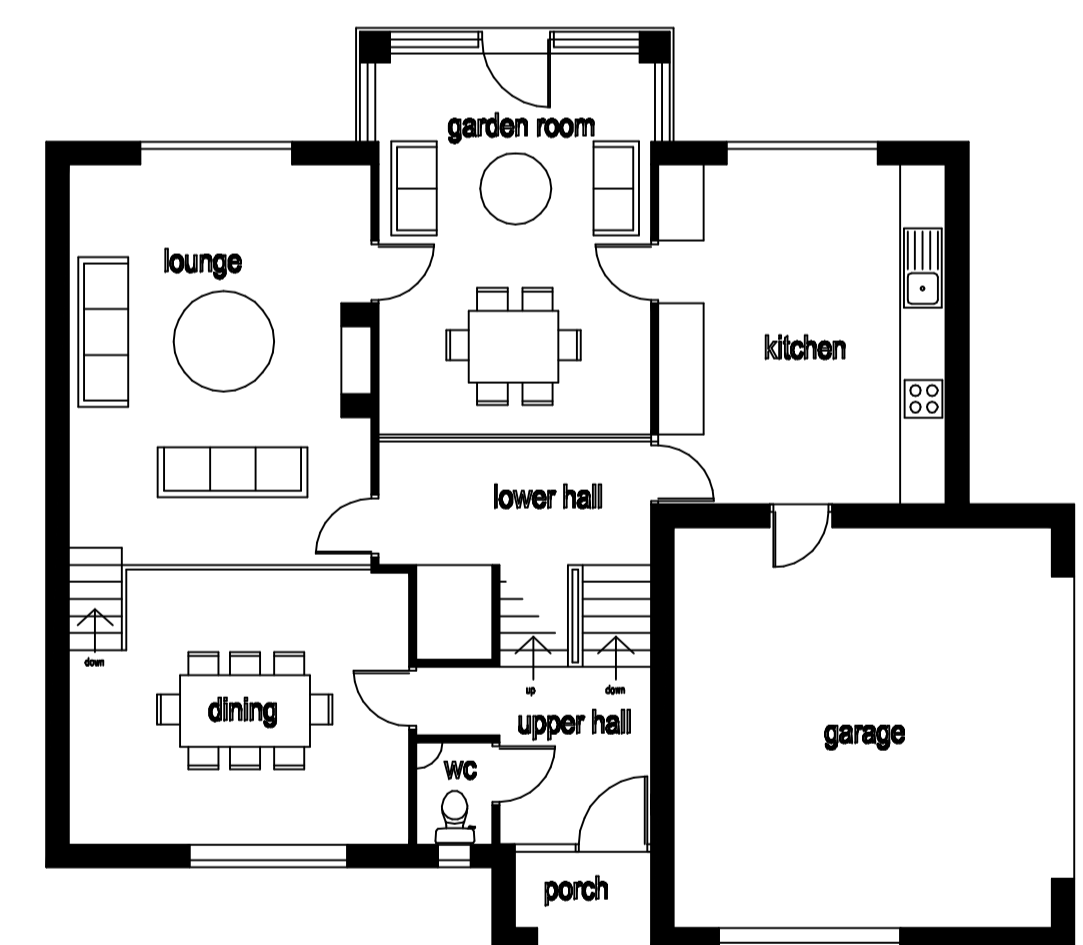 garden room
lounge
kitchen
lower hall
down
up
down
dining
upper hall
garage
wc
porch